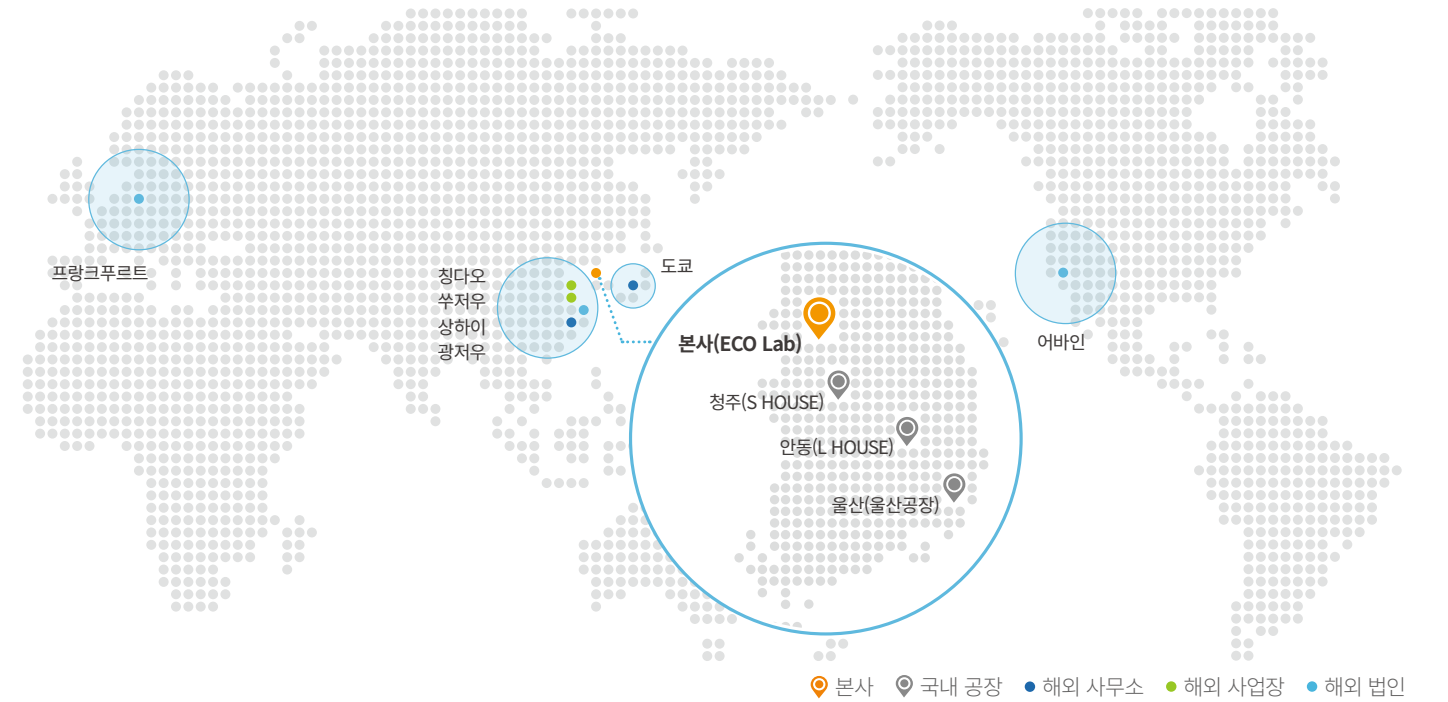 프랑크푸르트
칭다오
쑤저우
상하이
광저우
도쿄
어바인
본사(ECO Lab)
청주(S HOUSE)
안동(L HOUSE)
울산(울산공장)
본사 국내 공장 해외 사무소 해외 사업장 해외 법인